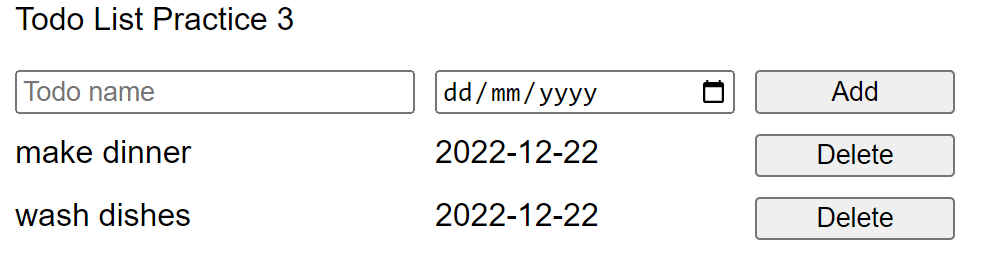 Todo List Practice 3
Todo name dd/mm/yyyy Add
make dinner 2022-12-22 Delete
wash dishes 2022-12-22 Delete